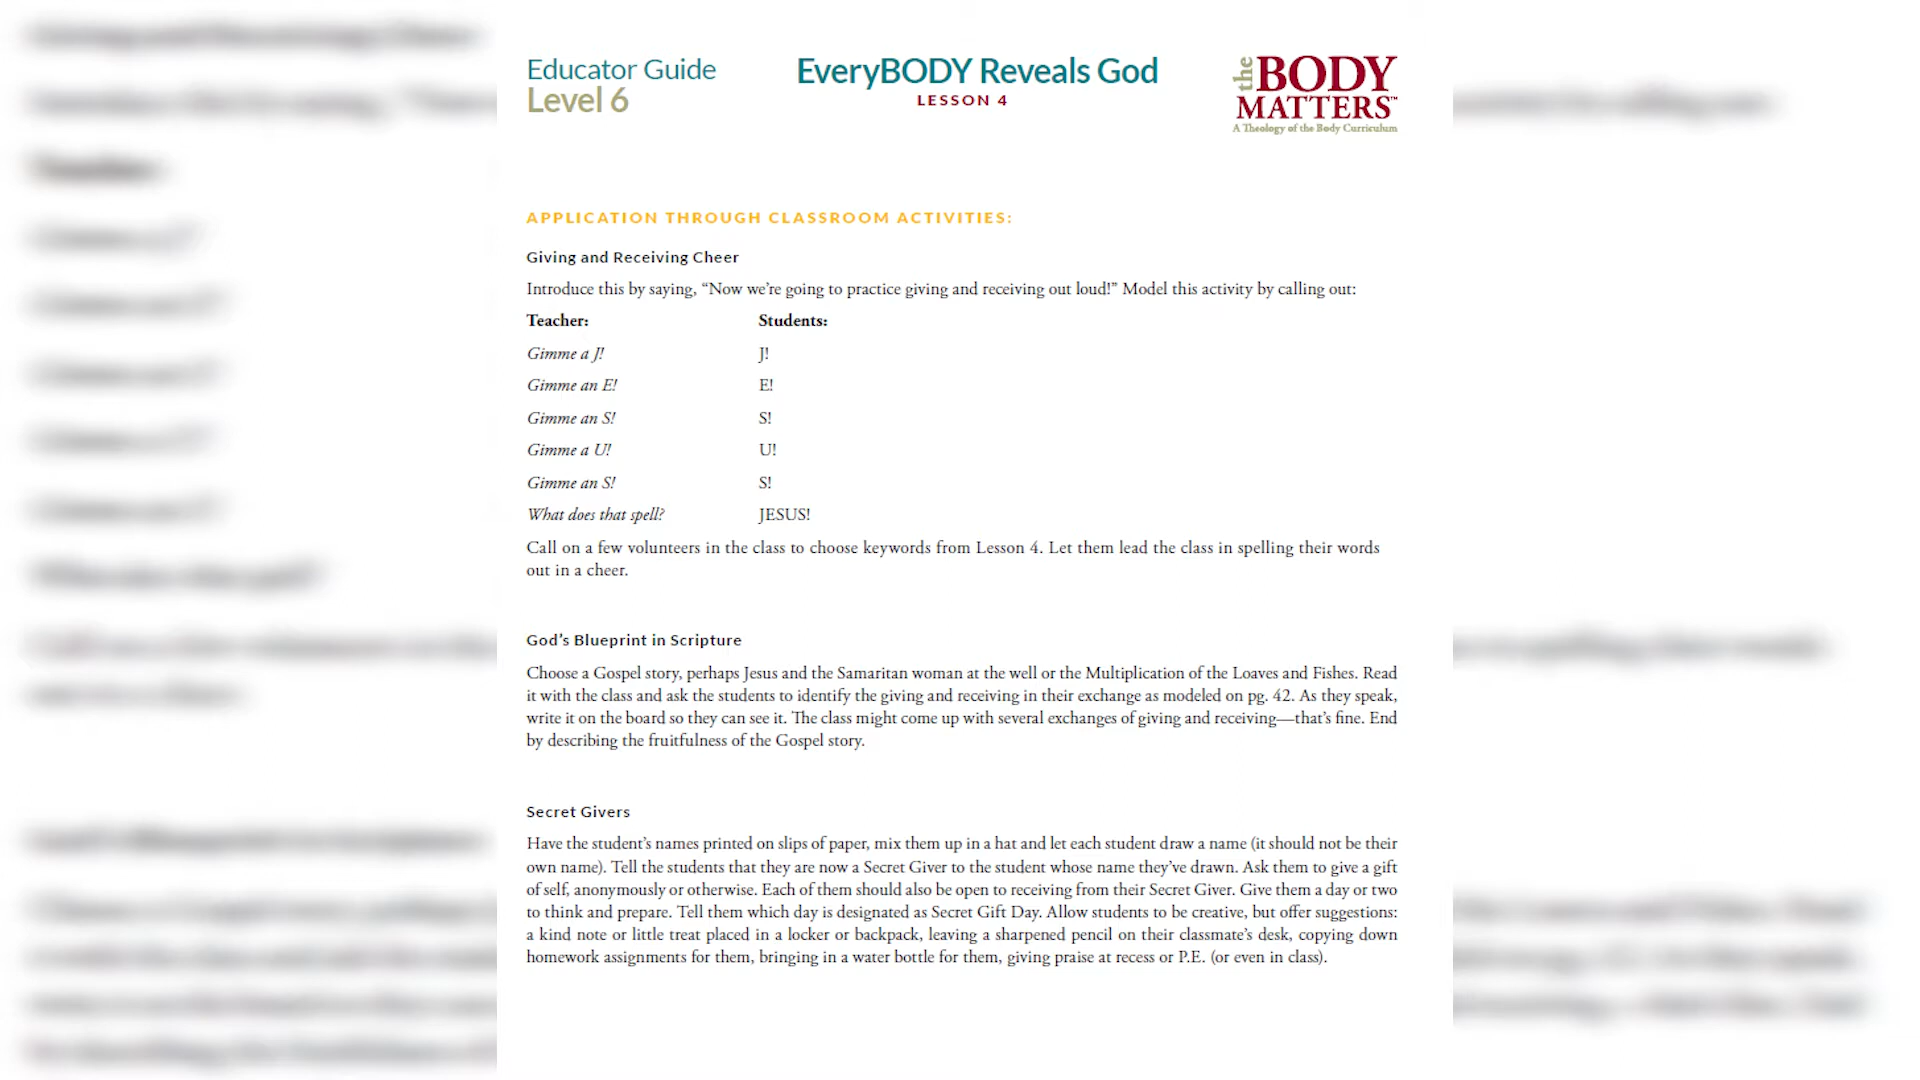 Educator Guide
Level 6
EveryBODY Reveals God
LESSON 4
the BODY
MATTERS™
A Theology of the Body Curriculum
APPLICATION THROUGH CLASSROOM ACTIVITIES:
Giving and Receiving Cheer
Introduce this by saying, “Now we’re going to practice giving and receiving out loud!” Model this activity by calling out:
Teacher: Students:
Gimme a J! J!
Gimme an E! E!
Gimme an S! S!
Gimme a U! U!
Gimme an S! S!
What does that spell? JESUS!
Call on a few volunteers in the class to choose keywords from Lesson 4. Let them lead the class in spelling their words
out in a cheer.
God’s Blueprint in Scripture
Choose a Gospel story, perhaps Jesus and the Samaritan woman at the well or the Multiplication of the Loaves and Fishes. Read
it with the class and ask the students to identify the giving and receiving in their exchange as modeled on pg. 42. As they speak,
write it on the board so they can see it. The class might come up with several exchanges of giving and receiving—that’s fine. End
by describing the fruitfulness of the Gospel story.
Secret Givers
Have the student’s names printed on slips of paper, mix them up in a hat and let each student draw a name (it should not be their
own name). Tell the students that they are now a Secret Giver to the student whose name they’ve drawn. Ask them to give a gift
of self, anonymously or otherwise. Each of them should also be open to receiving from their Secret Giver. Give them a day or two
to think and prepare. Tell them which day is designated as Secret Gift Day. Allow students to be creative, but offer suggestions:
a kind note or little treat placed in a locker or backpack, leaving a sharpened pencil on their classmate’s desk, copying down
homework assignments for them, bringing in a water bottle for them, giving praise at recess or P.E. (or even in class).